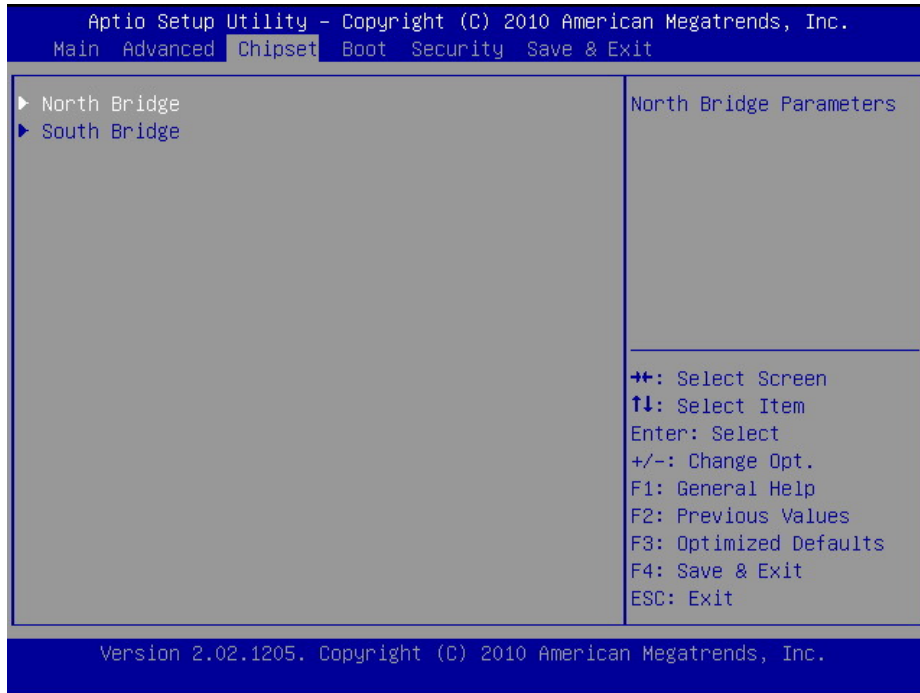 Aptio Setup Utility – Copyright (C) 2010 American Megatrends, Inc.
Main Advanced Chipset Boot Security Save & Exit
▶ North Bridge
▶ South Bridge
North Bridge Parameters
→←: Select Screen
↑↓: Select Item
Enter: Select
+/-: Change Opt.
F1: General Help
F2: Previous Values
F3: Optimized Defaults
F4: Save & Exit
ESC: Exit
Version 2.02.1205. Copyright (C) 2010 American Megatrends, Inc.